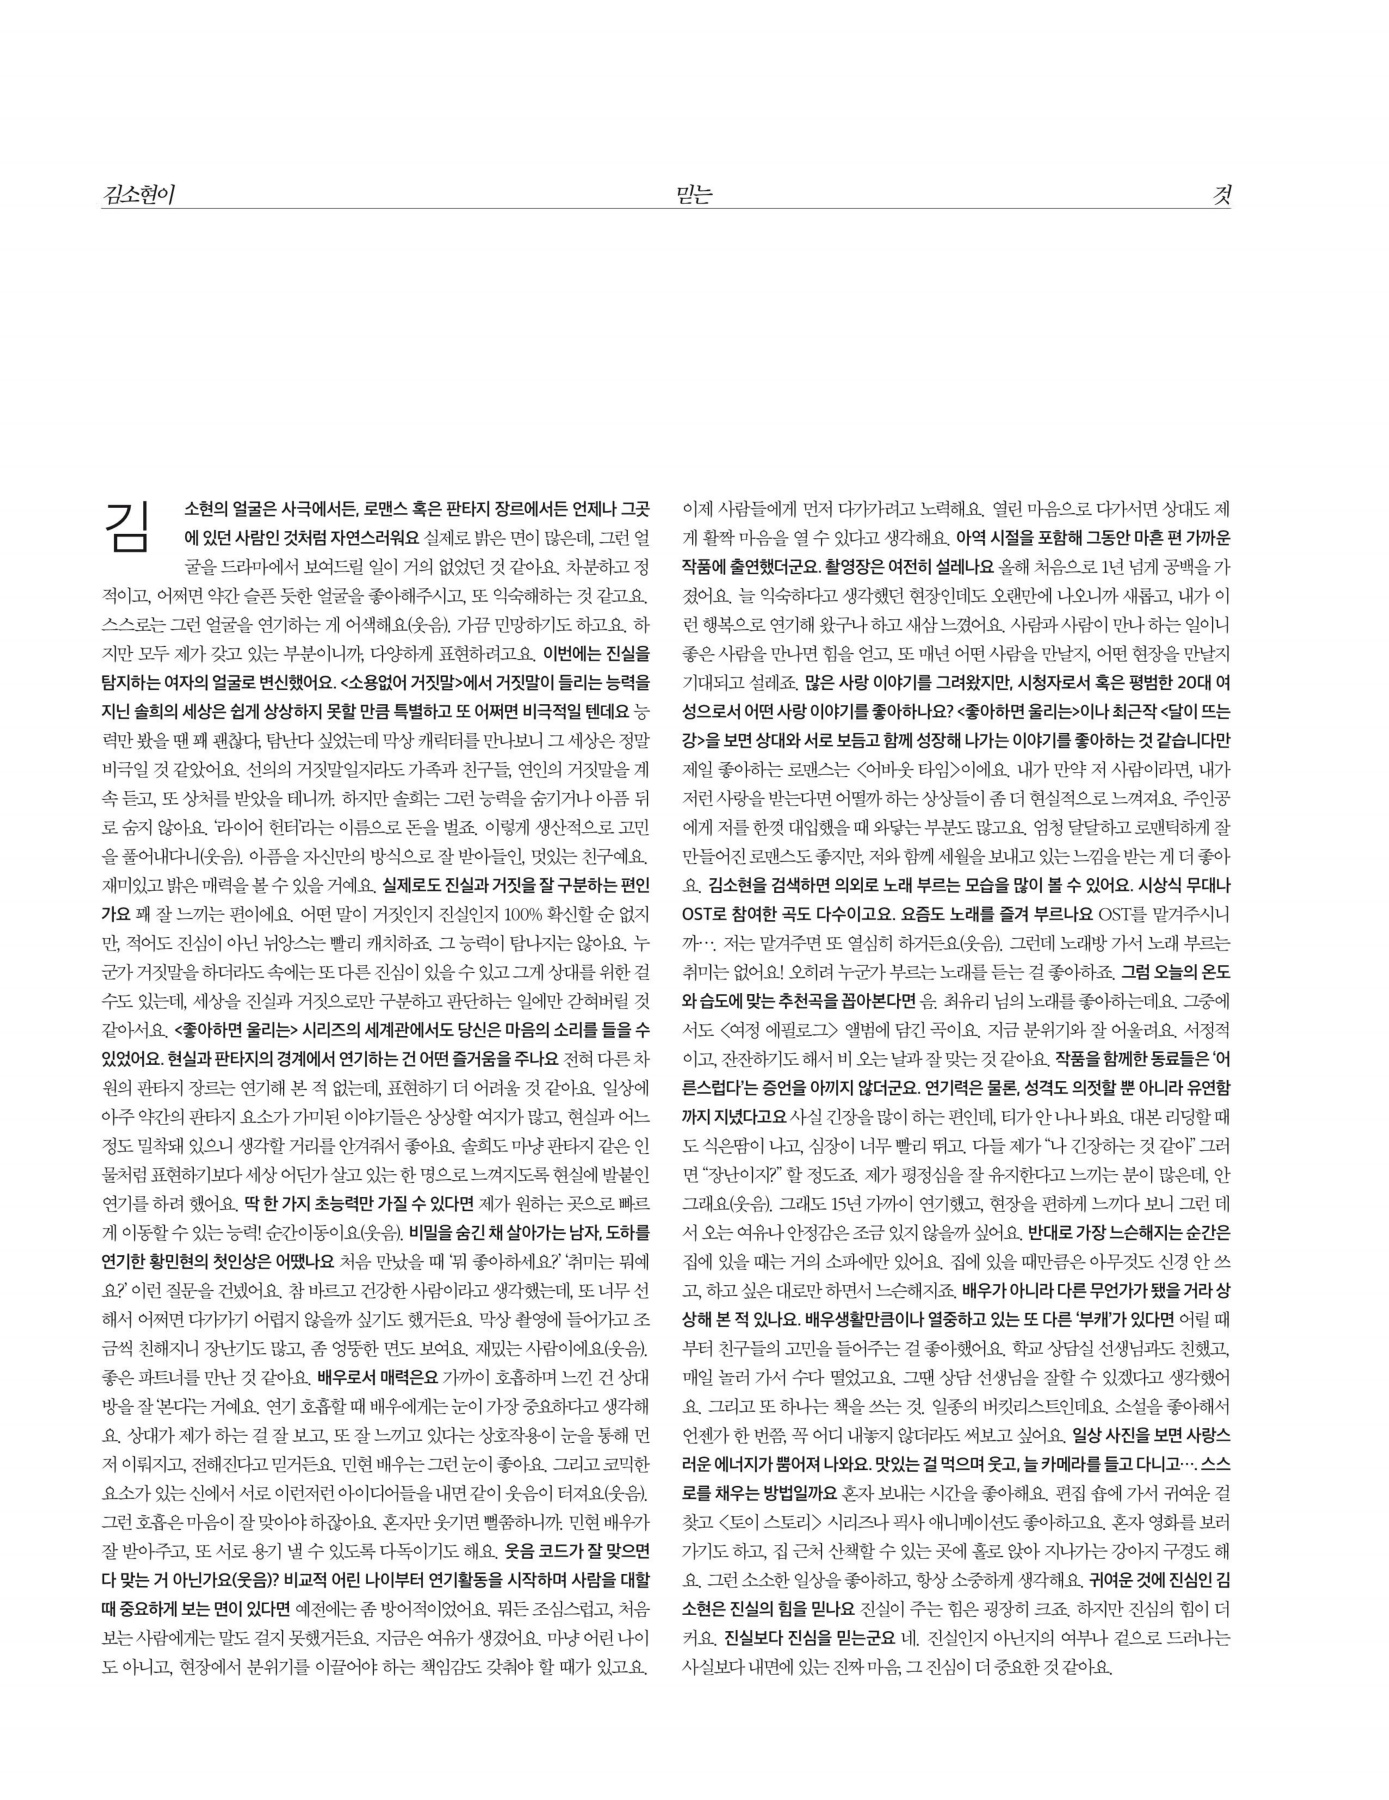 김소현이 믿는 것
김소현의 얼굴은 사극에서든, 로맨스 혹은 판타지 장르에서든 언제나 그곳
에 있던 사람인 것처럼 자연스러워요 실제로 밝은 면이 많은데, 그런 얼
굴을 드라마에서 보여드릴 일이 거의 없었던 것 같아요. 차분하고 정
적이고, 어쩌면 약간 슬픈 듯한 얼굴을 좋아해주시고, 또 익숙해하는 것 같고요.
스스로는 그런 얼굴을 연기하는 게 어색해요(웃음). 가끔 민망하기도 하고요. 하
지만 모두 제가 갖고 있는 부분이니까, 다양하게 표현하려고요. 이번에는 진실을
탐지하는 여자의 얼굴로 변신했어요. <소용없어 거짓말>에서 거짓말이 들리는 능력을
지닌 솔희의 세상은 쉽게 상상하지 못할 만큼 특별하고 또 어쩌면 비극적일 텐데요 능
력만 봤을 땐 꽤 괜찮다, 탐난다 싶었는데 막상 캐릭터를 만나보니 그 세상은 정말
비극일 것 같았어요. 선의의 거짓말일지라도 가족과 친구들, 연인의 거짓말을 계
속 듣고, 또 상처를 받았을 테니까. 하지만 솔희는 그런 능력을 숨기거나 아픔 뒤
로 숨지 않아요. ‘라이어 헌터’라는 이름으로 돈을 벌죠. 이렇게 생산적으로 고민
을 풀어내다니(웃음). 아픔을 자신만의 방식으로 잘 받아들인, 멋있는 친구예요.
재미있고 밝은 매력을 볼 수 있을 거예요. 실제로도 진실과 거짓을 잘 구분하는 편인
가요 꽤 잘 느끼는 편이에요. 어떤 말이 거짓인지 진실인지 100% 확신할 순 없지
만, 적어도 진심이 아닌 뉘앙스는 빨리 캐치하죠. 그 능력이 탐나지는 않아요. 누
군가 거짓말을 하더라도 속에는 또 다른 진심이 있을 수 있고 그게 상대를 위한 걸
수도 있는데, 세상을 진실과 거짓으로만 구분하고 판단하는 일에만 갇혀버릴 것
같아서요. <좋아하면 울리는> 시리즈의 세계관에서도 당신은 마음의 소리를 들을 수
있었어요. 현실과 판타지의 경계에서 연기하는 건 어떤 즐거움을 주나요 전혀 다른 차
원의 판타지 장르는 연기해 본 적 없는데, 표현하기 더 어려울 것 같아요. 일상에
아주 약간의 판타지 요소가 가미된 이야기들은 상상할 여지가 많고, 현실과 어느
정도 밀착돼 있으니 생각할 거리를 안겨줘서 좋아요. 솔희도 마냥 판타지 같은 인
물처럼 표현하기보다 세상 어딘가 살고 있는 한 명으로 느껴지도록 현실에 발붙인
연기를 하려 했어요. 딱 한 가지 초능력만 가질 수 있다면 제가 원하는 곳으로 빠르
게 이동할 수 있는 능력! 순간이동이요(웃음). 비밀을 숨긴 채 살아가는 남자, 도하를
연기한 황민현의 첫인상은 어땠나요 처음 만났을 때 ‘뭐 좋아하세요?’ ‘취미는 뭐예
요?’ 이런 질문을 건넸어요. 참 바르고 건강한 사람이라고 생각했는데, 또 너무 선
해서 어쩌면 다가가기 어렵지 않을까 싶기도 했거든요. 막상 촬영에 들어가고 조
금씩 친해지니 장난기도 많고, 좀 엉뚱한 면도 보여요. 재밌는 사람이에요(웃음).
좋은 파트너를 만난 것 같아요. 배우로서 매력은요 가까이 호흡하며 느낀 건 상대
방을 잘 ‘본다’는 거예요. 연기 호흡할 때 배우에게는 눈이 가장 중요하다고 생각해
요. 상대가 제가 하는 걸 잘 보고, 또 잘 느끼고 있다는 상호작용이 눈을 통해 먼
저 이뤄지고, 전해진다고 믿거든요. 민현 배우는 그런 눈이 좋아요. 그리고 코믹한
요소가 있는 신에서 서로 이런저런 아이디어들을 내면 같이 웃음이 터져요(웃음).
그런 호흡은 마음이 잘 맞아야 하잖아요. 혼자만 웃기면 뻘쭘하니까. 민현 배우가
잘 받아주고, 또 서로 용기 낼 수 있도록 다독이기도 해요. 웃음 코드가 잘 맞으면
다 맞는 거 아닌가요(웃음)? 비교적 어린 나이부터 연기활동을 시작하며 사람을 대할
때 중요하게 보는 면이 있다면 예전에는 좀 방어적이었어요. 뭐든 조심스럽고, 처음
보는 사람에게는 말도 걸지 못했거든요. 지금은 여유가 생겼어요. 마냥 어린 나이
도 아니고, 현장에서 분위기를 이끌어야 하는 책임감도 갖춰야 할 때가 있고요.
이제 사람들에게 먼저 다가가려고 노력해요. 열린 마음으로 다가서면 상대도 제
게 활짝 마음을 열 수 있다고 생각해요. 아역 시절을 포함해 그동안 마흔 편 가까운
작품에 출연했더군요. 촬영장은 여전히 설레나요 올해 처음으로 1년 넘게 공백을 가
졌어요. 늘 익숙하다고 생각했던 현장인데도 오랜만에 나오니까 새롭고, 내가 이
런 행복으로 연기해 왔구나 하고 새삼 느꼈어요. 사람과 사람이 만나 하는 일이니
좋은 사람을 만나면 힘을 얻고, 또 매년 어떤 사람을 만날지, 어떤 현장을 만날지
기대되고 설레죠. 많은 사랑 이야기를 그려왔지만, 시청자로서 혹은 평범한 20대 여
성으로서 어떤 사랑 이야기를 좋아하나요? <좋아하면 울리는>이나 최근작 <달이 뜨는
강>을 보면 상대와 서로 보듬고 함께 성장해 나가는 이야기를 좋아하는 것 같습니다만
제일 좋아하는 로맨스는 <어바웃 타임>이에요. 내가 만약 저 사람이라면, 내가
저런 사랑을 받는다면 어떨까 하는 상상들이 좀 더 현실적으로 느껴져요. 주인공
에게 저를 한껏 대입했을 때 와닿는 부분도 많고요. 엄청 달달하고 로맨틱하게 잘
만들어진 로맨스도 좋지만, 저와 함께 세월을 보내고 있는 느낌을 받는 게 더 좋아
요. 김소현을 검색하면 의외로 노래 부르는 모습을 많이 볼 수 있어요. 시상식 무대나
OST로 참여한 곡도 다수이고요. 요즘도 노래를 즐겨 부르나요 OST를 맡겨주시니
까…. 저는 맡겨주면 또 열심히 하거든요(웃음). 그런데 노래방 가서 노래 부르는
취미는 없어요! 오히려 누군가 부르는 노래를 듣는 걸 좋아하죠. 그럼 오늘의 온도
와 습도에 맞는 추천곡을 꼽아본다면 음. 최유리 님의 노래를 좋아하는데요. 그중에
서도 <여정 에필로그> 앨범에 담긴 곡이요. 지금 분위기와 잘 어울려요. 서정적
이고, 잔잔하기도 해서 비 오는 날과 잘 맞는 것 같아요. 작품을 함께한 동료들은 ‘어
른스럽다’는 증언을 아끼지 않더군요. 연기력은 물론, 성격도 의젓할 뿐 아니라 유연함
까지 지녔다고요 사실 긴장을 많이 하는 편인데, 티가 안 나나 봐요. 대본 리딩할 때
도 식은땀이 나고, 심장이 너무 빨리 뛰고. 다들 제가 “나 긴장하는 것 같아” 그러
면 “장난이지?” 할 정도죠. 제가 평정심을 잘 유지한다고 느끼는 분이 많은데, 안
그래요(웃음). 그래도 15년 가까이 연기했고, 현장을 편하게 느끼다 보니 그런 데
서 오는 여유나 안정감은 조금 있지 않을까 싶어요. 반대로 가장 느슨해지는 순간은
집에 있을 때는 거의 소파에만 있어요. 집에 있을 때만큼은 아무것도 신경 안 쓰
고, 하고 싶은 대로만 하면서 느슨해지죠. 배우가 아니라 다른 무언가가 됐을 거라 상
상해 본 적 있나요. 배우생활만큼이나 열중하고 있는 또 다른 ‘부캐’가 있다면 어릴 때
부터 친구들의 고민을 들어주는 걸 좋아했어요. 학교 상담실 선생님과도 친했고,
매일 놀러 가서 수다 떨었고요. 그땐 상담 선생님을 잘할 수 있겠다고 생각했어
요. 그리고 또 하나는 책을 쓰는 것. 일종의 버킷리스트인데요. 소설을 좋아해서
언젠가 한 번쯤, 꼭 어디 내놓지 않더라도 써보고 싶어요. 일상 사진을 보면 사랑스
러운 에너지가 뿜어져 나와요. 맛있는 걸 먹으며 웃고, 늘 카메라를 들고 다니고…. 스스
로를 채우는 방법일까요 혼자 보내는 시간을 좋아해요. 편집 숍에 가서 귀여운 걸
찾고 <토이 스토리> 시리즈나 픽사 애니메이션도 좋아하고요. 혼자 영화를 보러
가기도 하고, 집 근처 산책할 수 있는 곳에 홀로 앉아 지나가는 강아지 구경도 해
요. 그런 소소한 일상을 좋아하고, 항상 소중하게 생각해요. 귀여운 것에 진심인 김
소현은 진실의 힘을 믿나요 진실이 주는 힘은 굉장히 크죠. 하지만 진심의 힘이 더
커요. 진실보다 진심을 믿는군요 네. 진실인지 아닌지의 여부나 겉으로 드러나는
사실보다 내면에 있는 진짜 마음, 그 진심이 더 중요한 것 같아요.